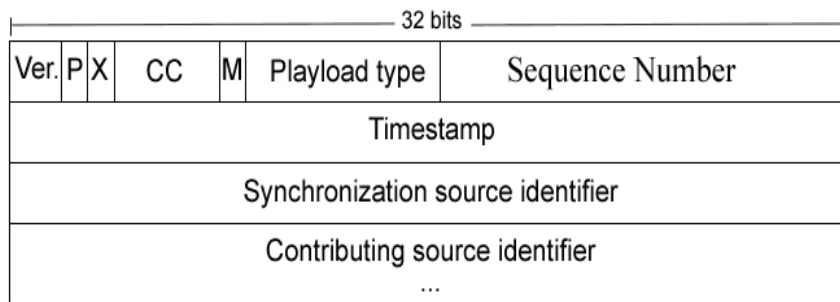 32 bits
Ver. P X CC M Playload type Sequence Number
Timestamp
Synchronization source identifier
Contributing source identifier
...